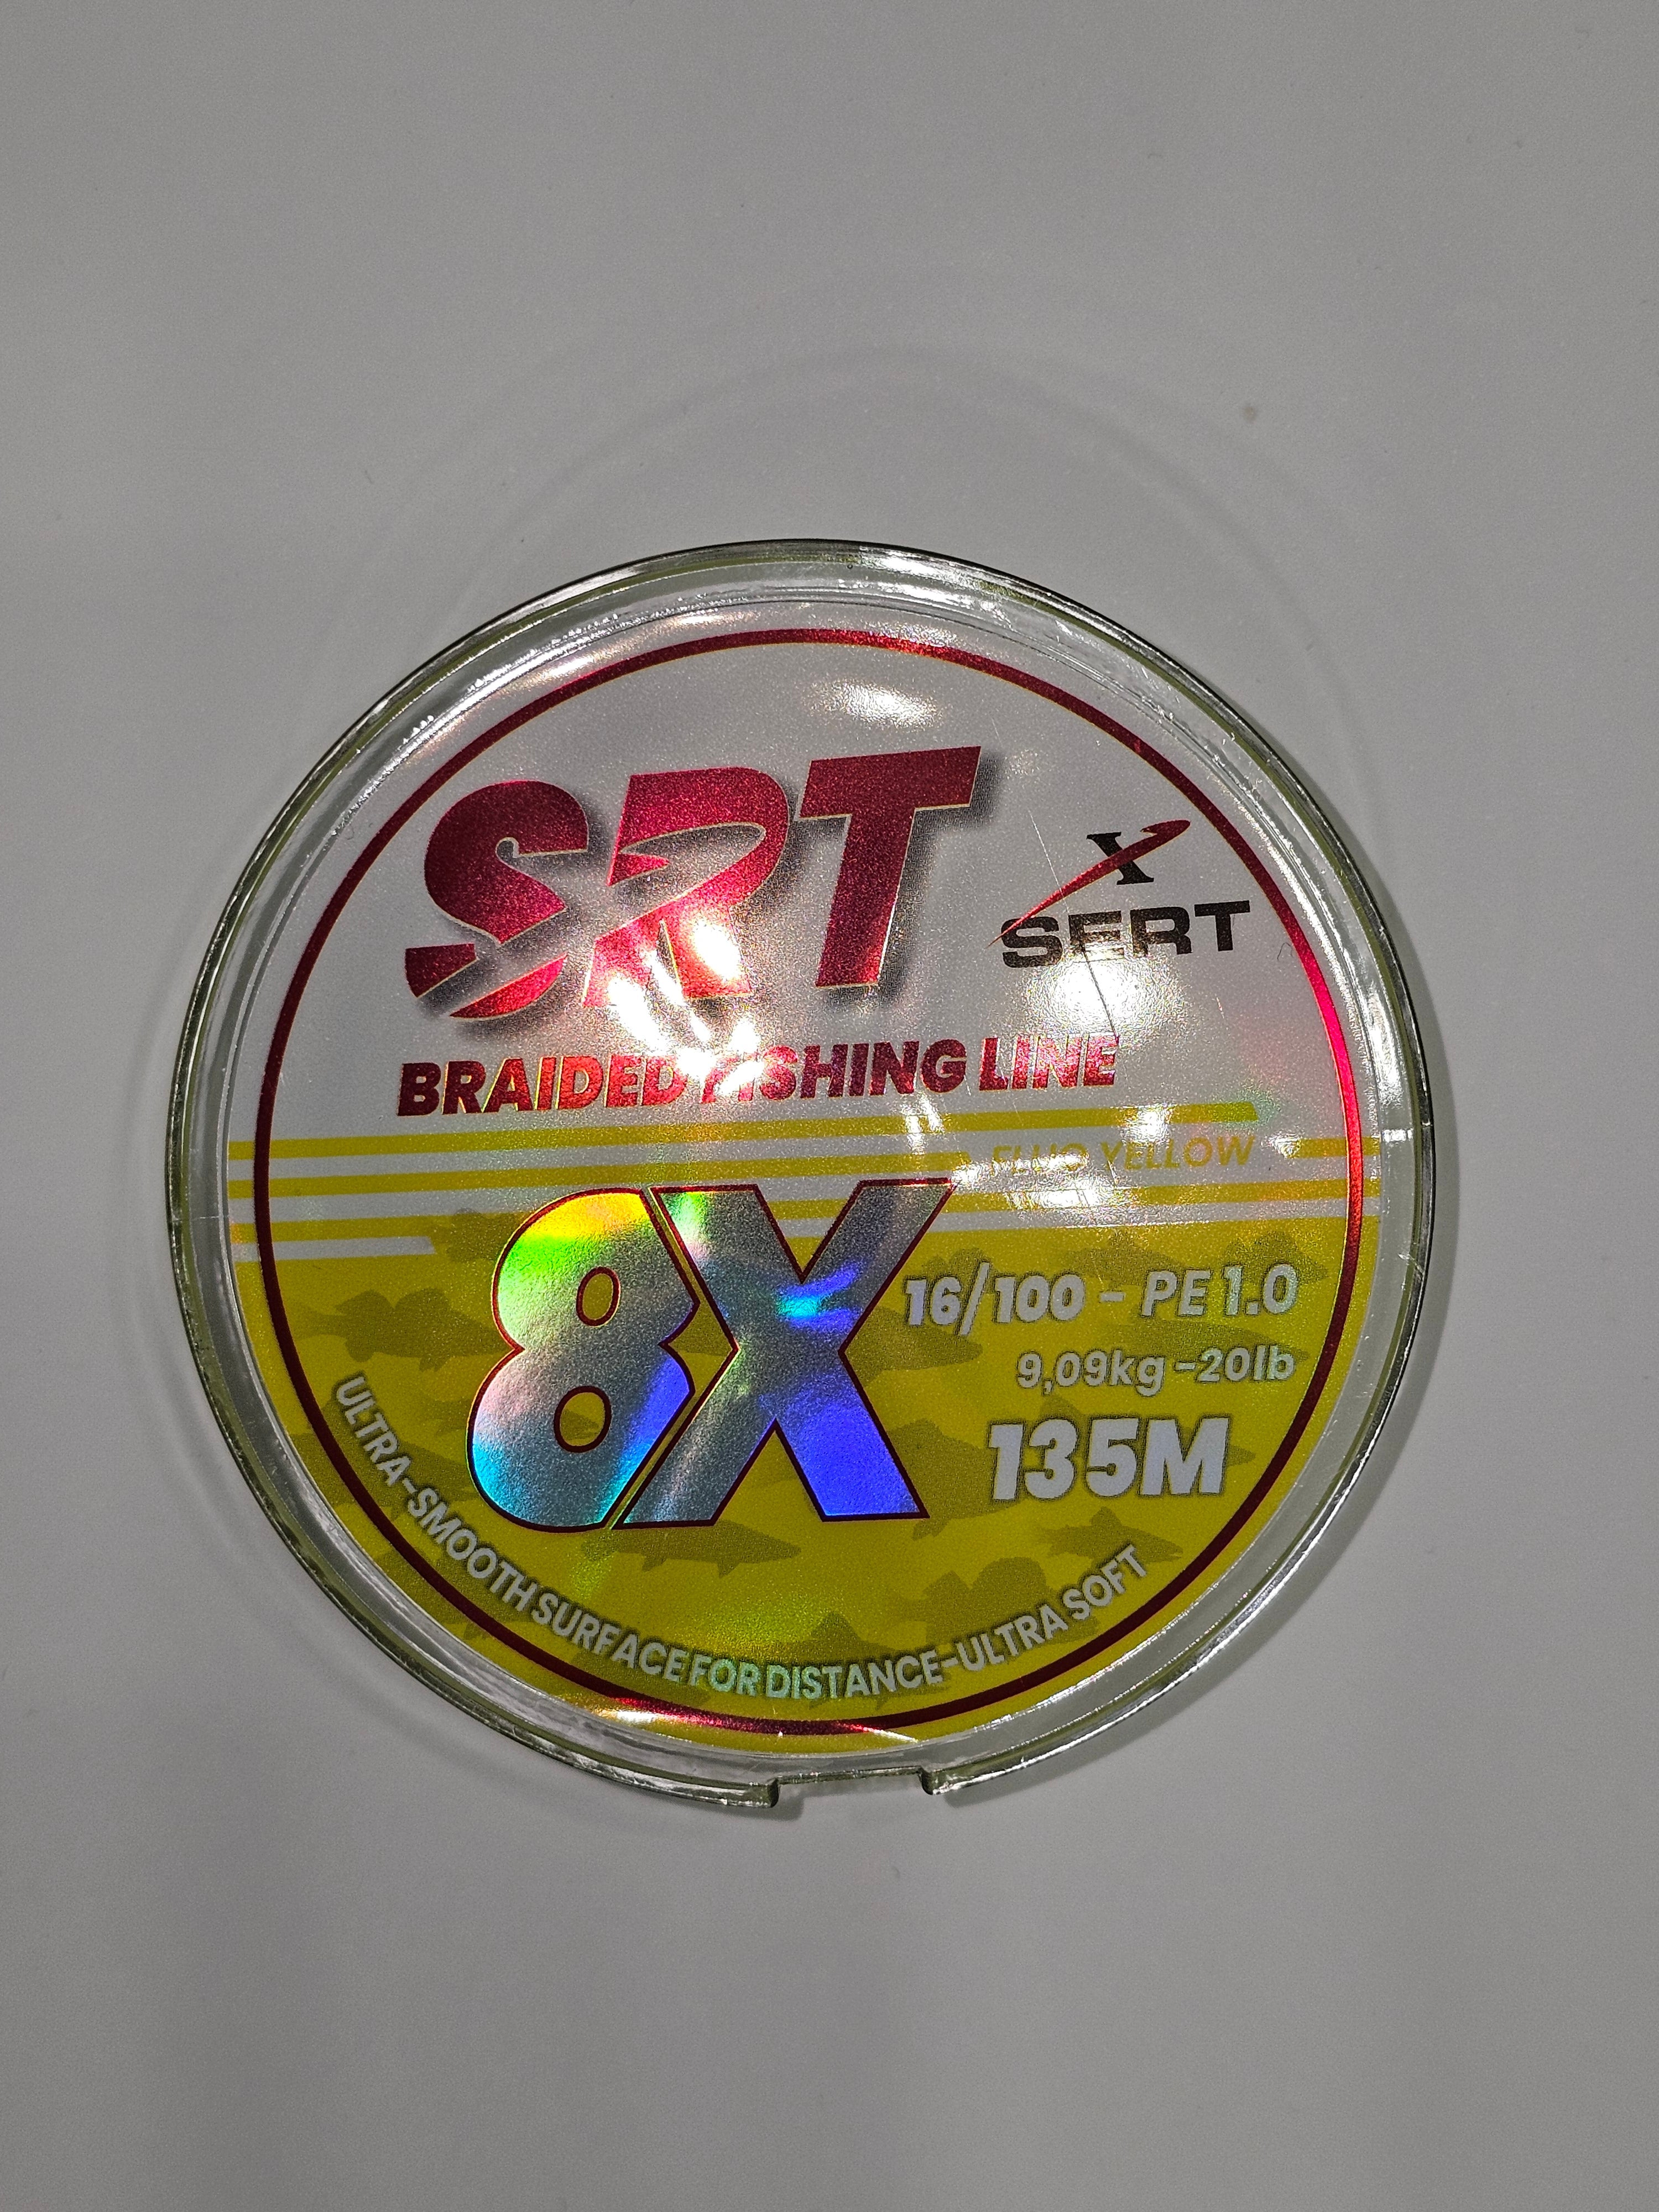 SRT
X
SERT
BRAIDED FISHING LINE
FLUO YELLOW
8X
16/100 - PE 1.0
9,09kg -20lb
135M
ULTRA-SMOOTH SURFACE FOR DISTANCE-ULTRA SOFT